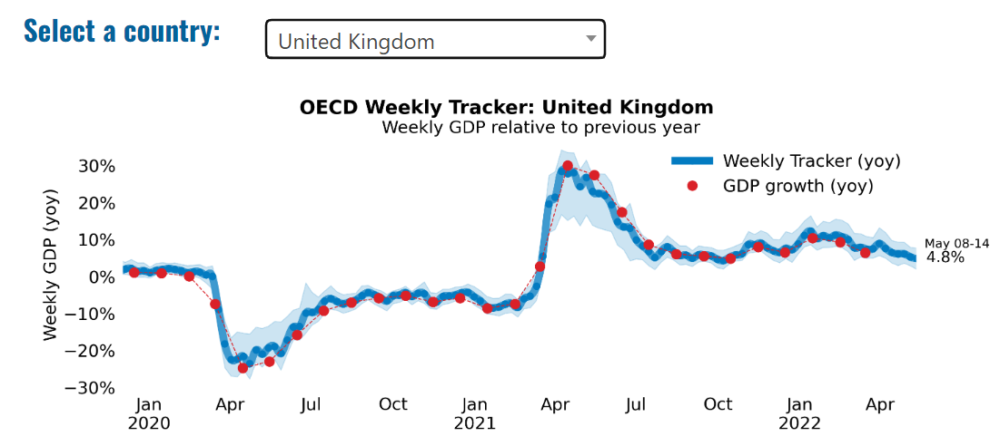 Select a country:
United Kingdom
OECD Weekly Tracker: United Kingdom
Weekly GDP relative to previous year
Weekly GDP (yoy)
30%
20%
10%
0%
−10%
−20%
−30%
Weekly Tracker (yoy)
GDP growth (yoy)
May 08-14
4.8%
Jan Apr Jul Oct Jan Apr Jul Oct Jan Apr
2020 2021 2022